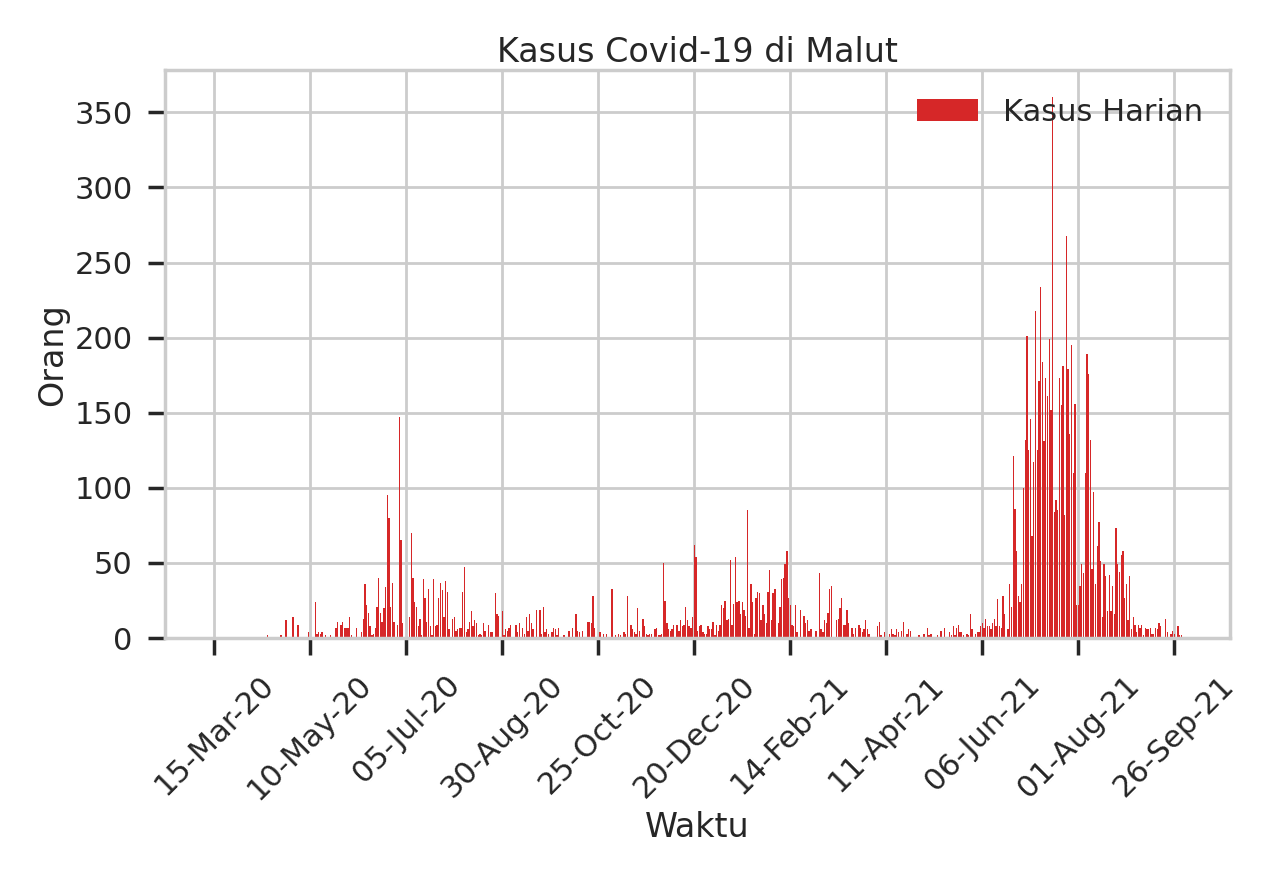 Kasus Covid-19 di Malut
Kasus Harian
350
300
250
200
150
100
50
0
Orang
15-Mar-20
10-May-20
05-Jul-20
30-Aug-20
25-Oct-20
20-Dec-20
14-Feb-21
11-Apr-21
06-Jun-21
01-Aug-21
26-Sep-21
Waktu